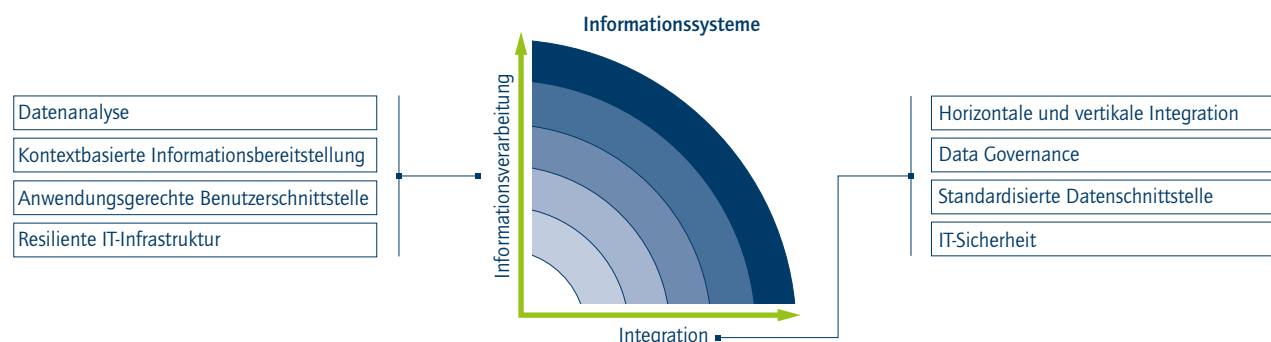 Informationssysteme
Datenanalyse
Kontextbasierte Informationsbereitstellung
Anwendungsgerechte Benutzerschnittstelle
Resiliente IT-Infrastruktur
Informationsverarbeitung
Integration
Horizontale und vertikale Integration
Data Governance
Standardisierte Datenschnittstelle
IT-Sicherheit